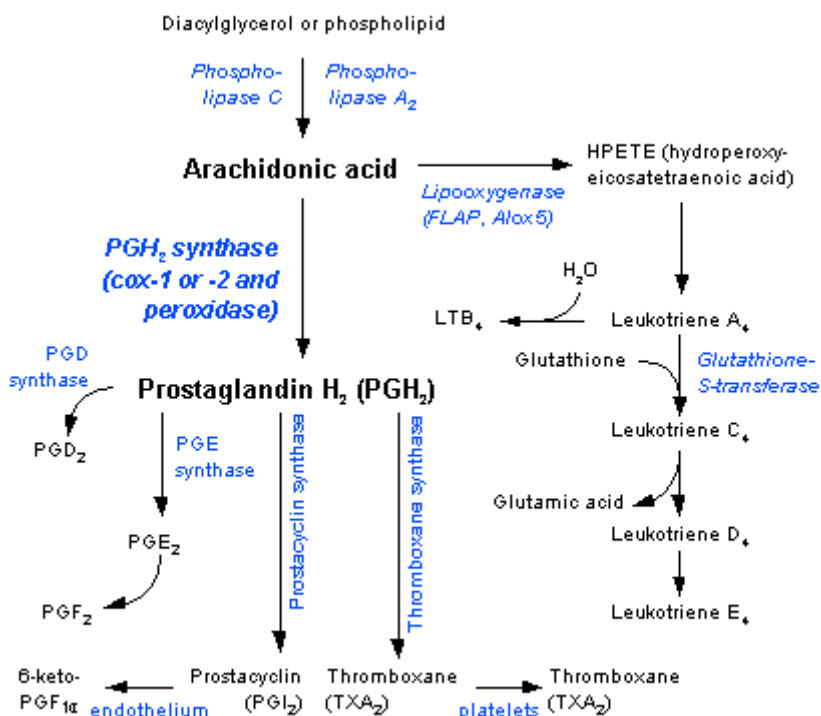 Diacylglycerol or phospholipid
Phospho-
lipase C
Phospho-
lipase A₂
Arachidonic acid
Lipooxygenase
(FLAP, Alox5)
HPETE (hydroperoxy-
eicosatetraenoic acid)
PGH₂ synthase
(cox-1 or -2 and
peroxidase)
H₂O
LTB₄
Leukotriene A₄
Glutathione
Glutathione-
S-transferase
PGD
synthase
Prostaglandin H₂ (PGH₂)
PGD₂
PGE
synthase
Prostacyclin synthase
Thromboxane synthase
Leukotriene C₄
Glutamic acid
PGE₂
Leukotriene D₄
PGF₂
Leukotriene E₄
6-keto-
PGF₁α
endothelium
Prostacyclin
(PGI₂)
Thromboxane
(TXA₂)
platelets
Thromboxane
(TXA₂)